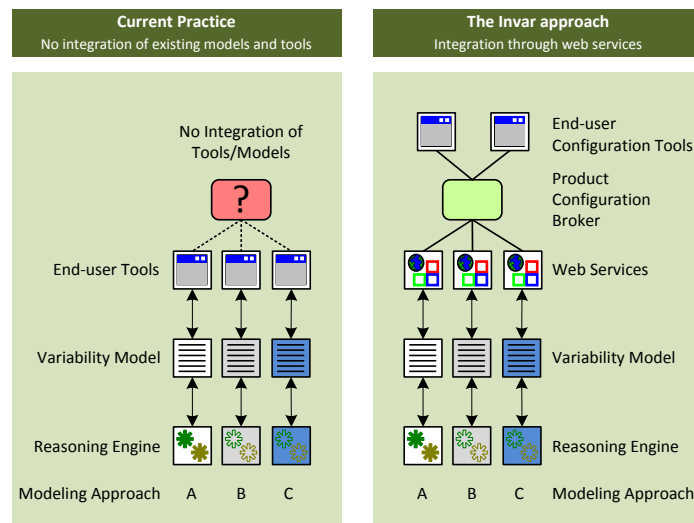 Current Practice
No integration of existing models and tools
No Integration of
Tools/Models
?
End-user Tools
Variability Model
Reasoning Engine
Modeling Approach A B C
The Invar approach
Integration through web services
End-user
Configuration Tools
Product
Configuration
Broker
Web Services
Variability Model
Reasoning Engine
A B C Modeling Approach